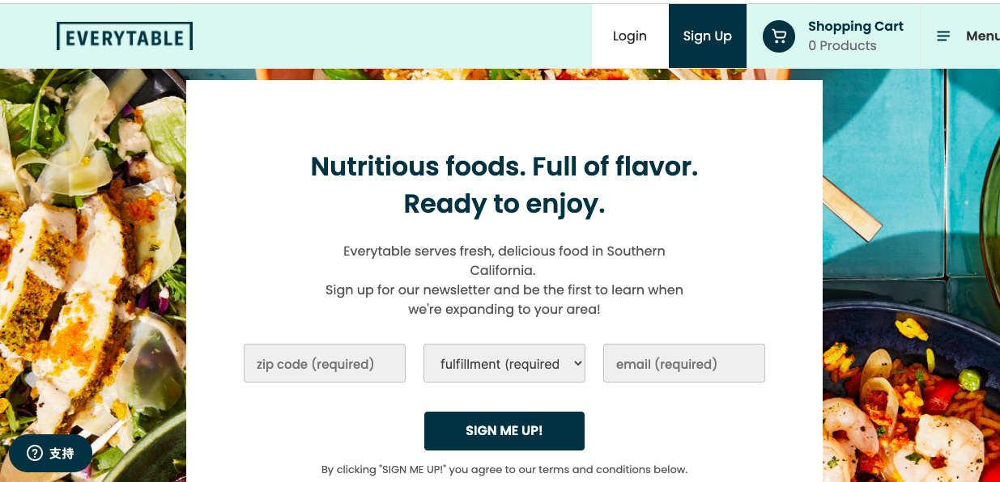 EVERYTABLE
Login
Sign Up
Shopping Cart
0 Products
Menu
Nutritious foods. Full of flavor.
Ready to enjoy.
Everytable serves fresh, delicious food in Southern
California.
Sign up for our newsletter and be the first to learn when
we're expanding to your area!
zip code (required)
fulfillment (required
email (required)
SIGN ME UP!
支持
By clicking "SIGN ME UP!" you agree to our terms and conditions below.